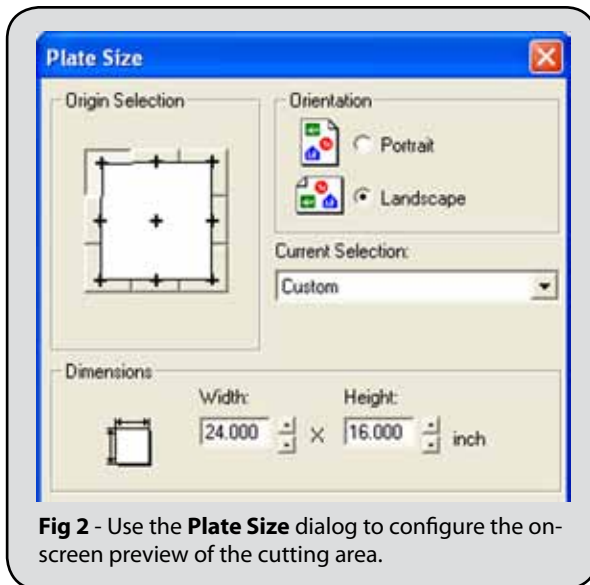 Plate Size
Origin Selection
Orientation
Portrait
Landscape
Current Selection:
Custom
Dimensions
Width:
Height:
24.000 X 16.000 inch
Fig 2 - Use the Plate Size dialog to configure the on-
screen preview of the cutting area.